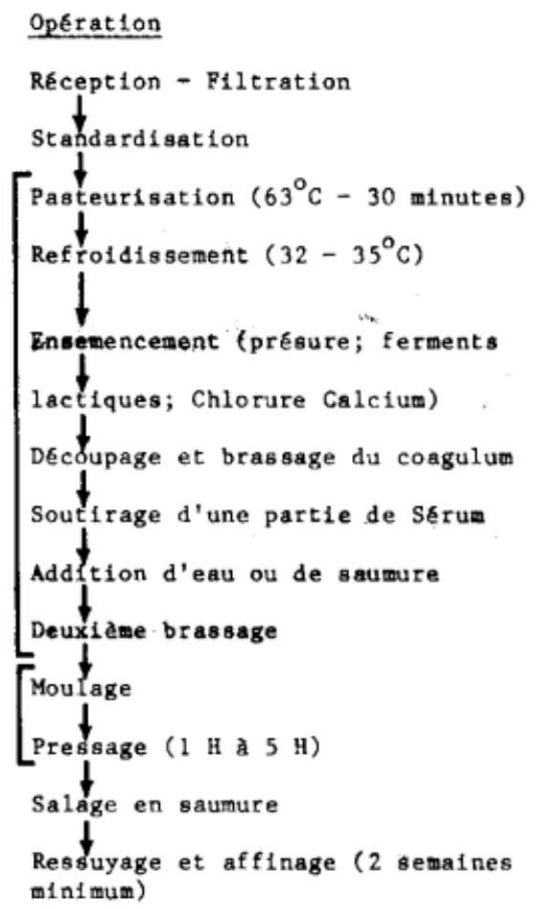 Opération
Réception - Filtration
Standardisation
Pasteurisation (63°C - 30 minutes)
Refroidissement (32 - 35°C)
Ensemencement (présure; ferments
lactiques; Chlorure Calcium)
Découpage et brassage du coagulum
Soutirage d'une partie de Sérum
Addition d'eau ou de saumure
Deuxième brassage
Moulage
Pressage (1 H à 5 H)
Salage en saumure
Ressuyage et affinage (2 semaines
minimum)